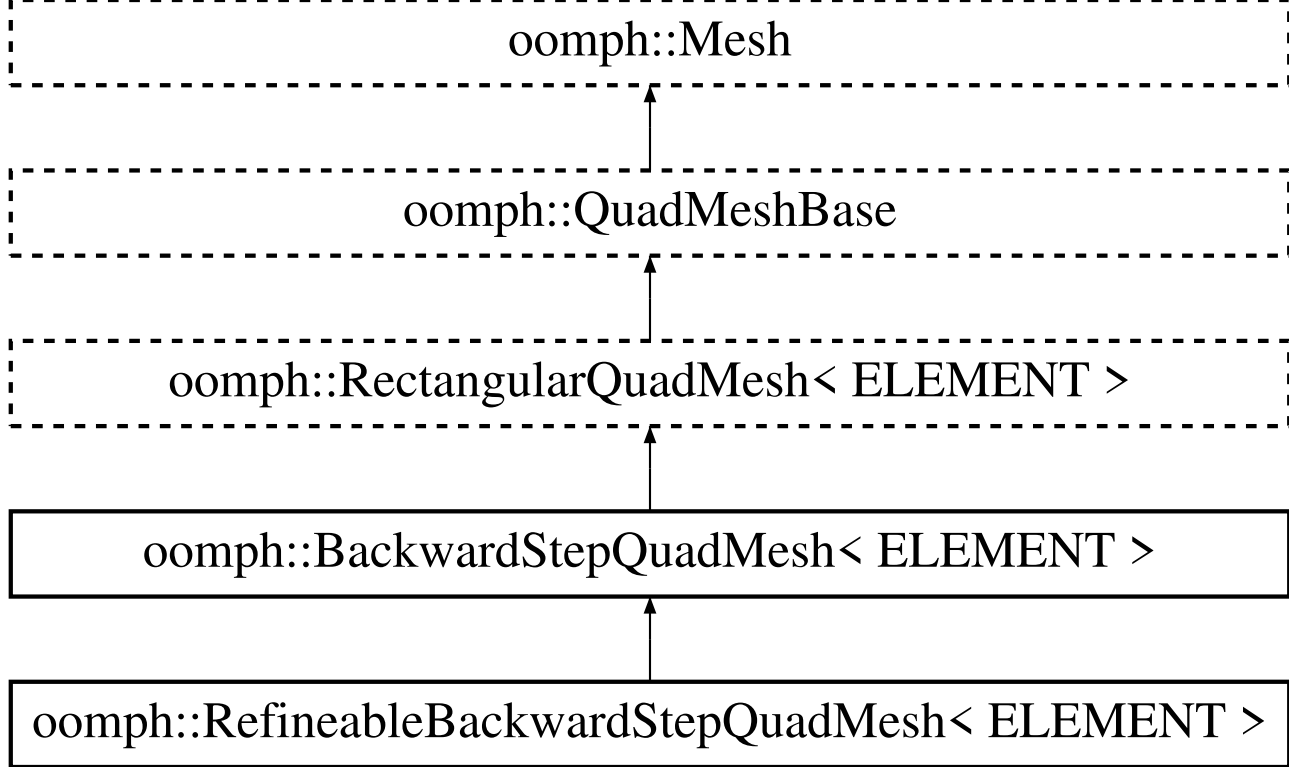 oomph::Mesh
oomph::QuadMeshBase
oomph::RectangularQuadMesh< ELEMENT >
oomph::BackwardStepQuadMesh< ELEMENT >
oomph::RefineableBackwardStepQuadMesh< ELEMENT >